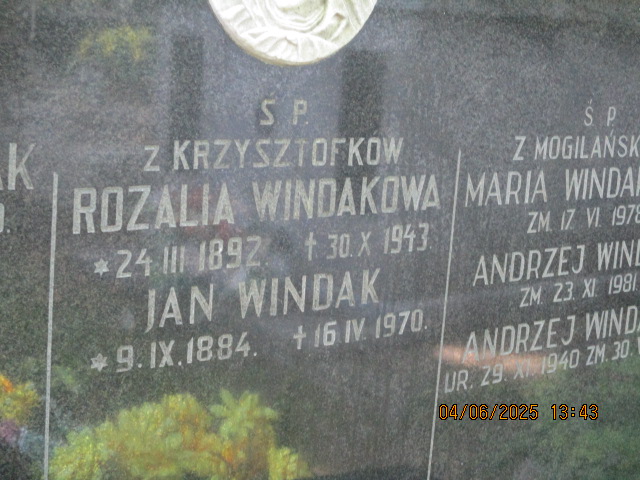 AK
Ś P.
Z KRZYSZTOFKÓW
ROZALIA WINDAKOWA
* 24 III 1892 † 30.X 1943
JAN WINDAK
* 9.IX.1884. † 16 IV. 1970.
Ś P.
Z MOGILAŃSK
MARIA WINDA
ZM. 17. VI 1979
ANDRZEJ WIND
ZM. 23. XI. 1981
ANDRZEJ WINDA
UR. 29. XI. 1940 ZM. 30.
04/06/2025 13:43